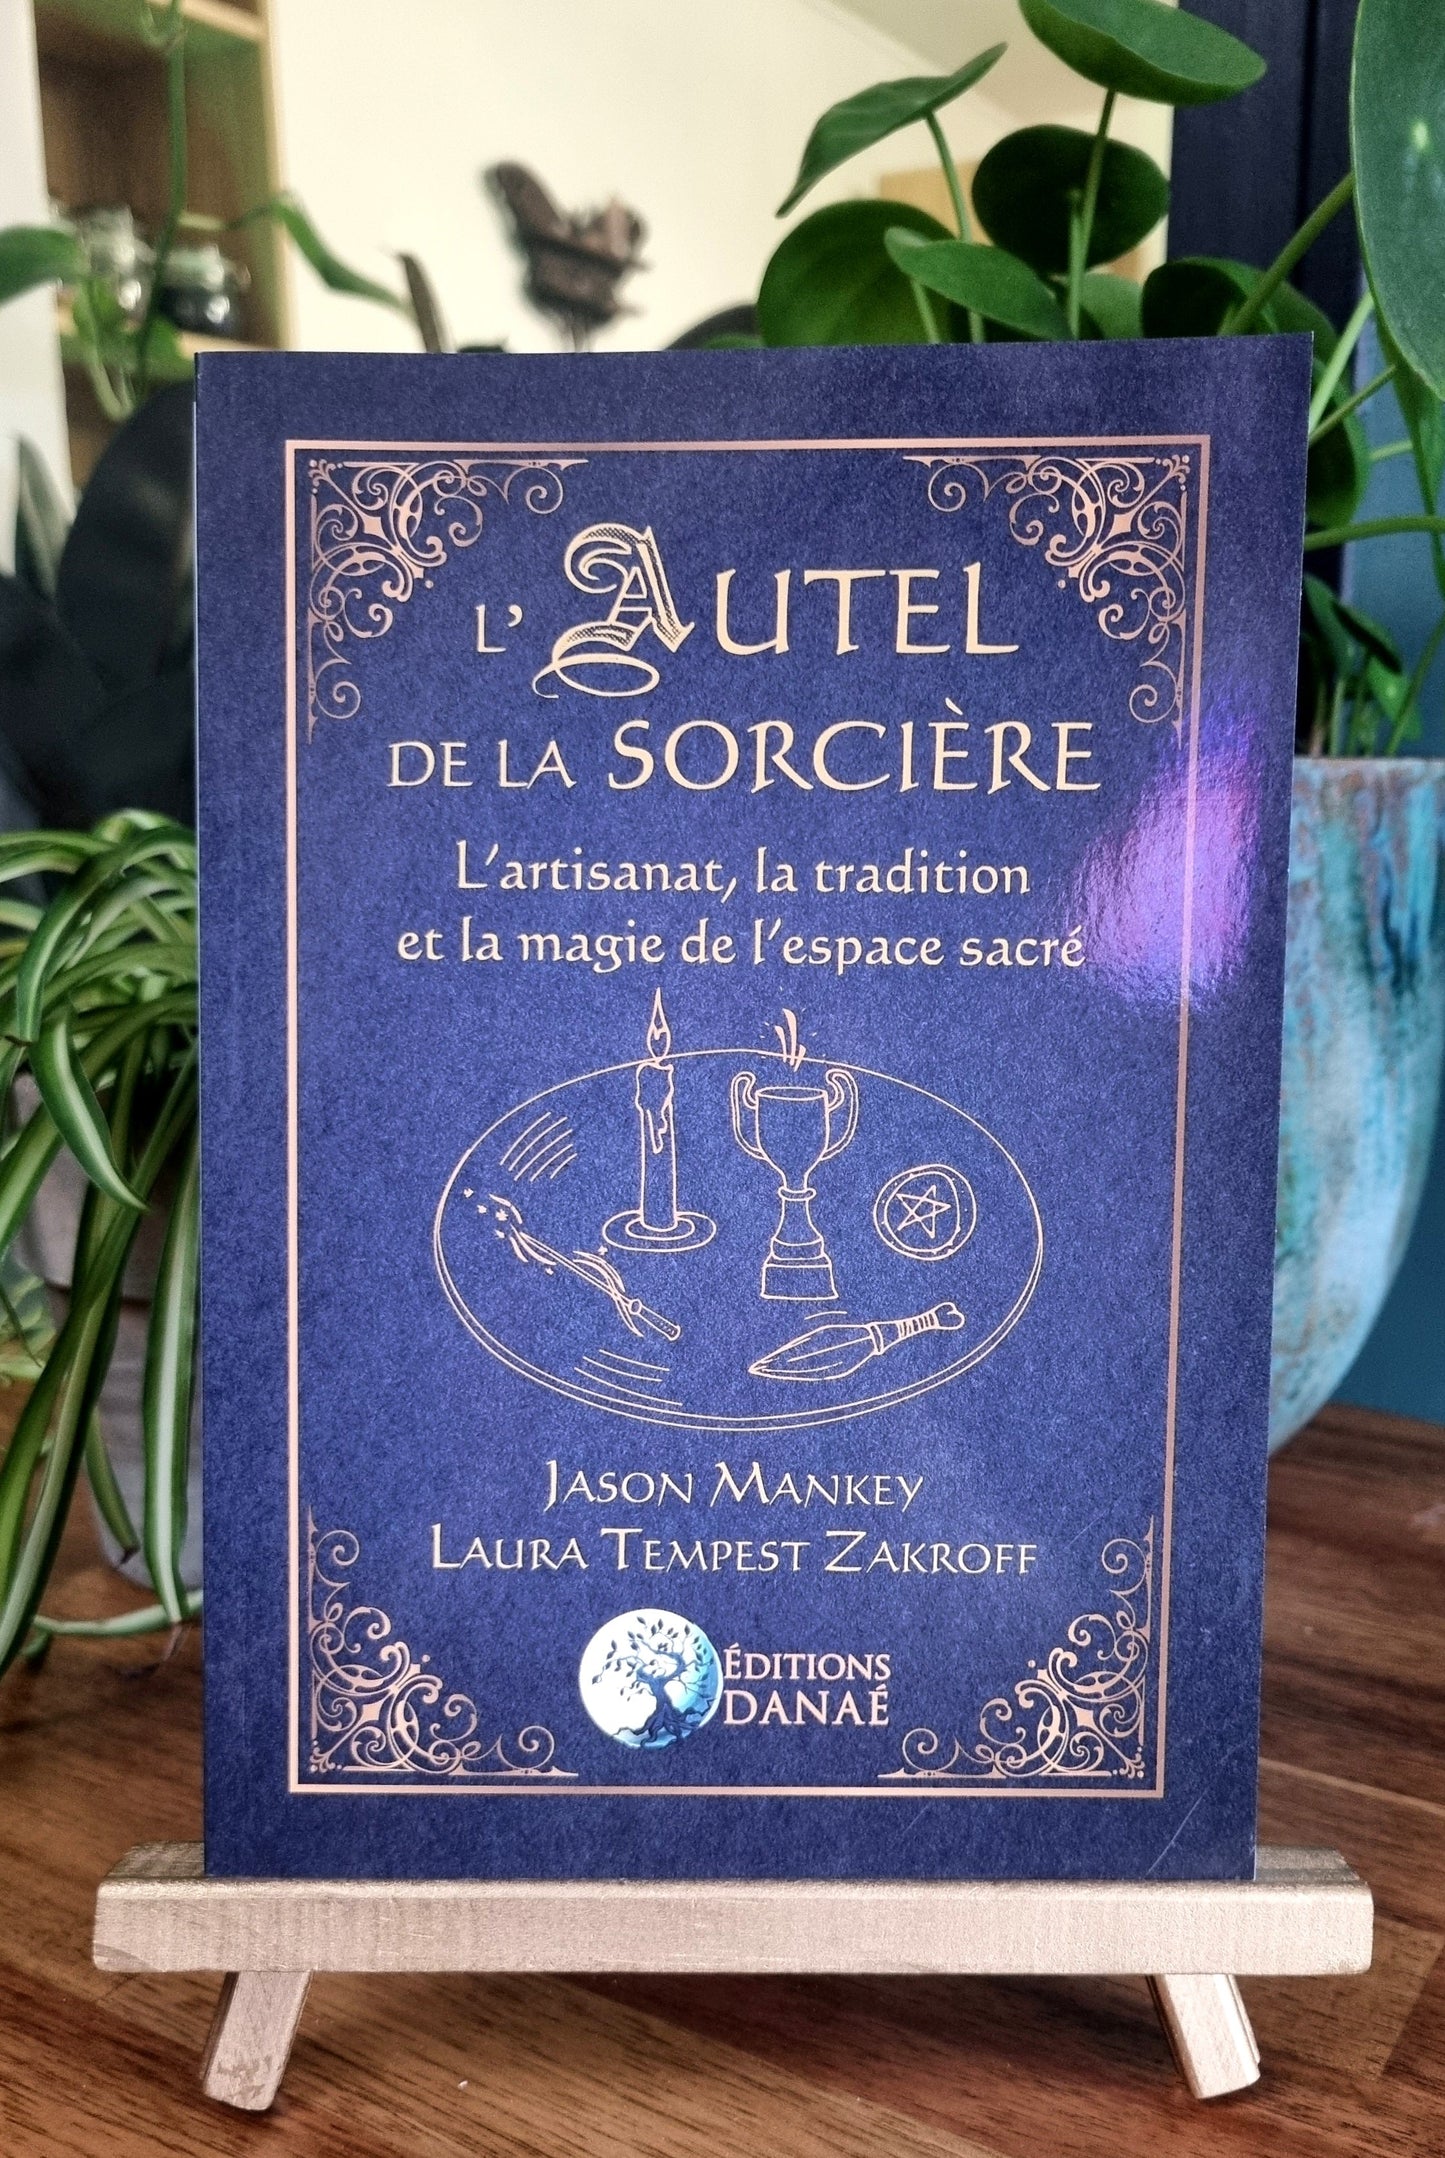 L'AUTEL
DE LA SORCIÈRE
L'artisanat, la tradition
et la magie de l'espace sacré
JASON MANKEY
LAURA TEMPEST ZAKROFF
ÉDITIONS
DANAÉ